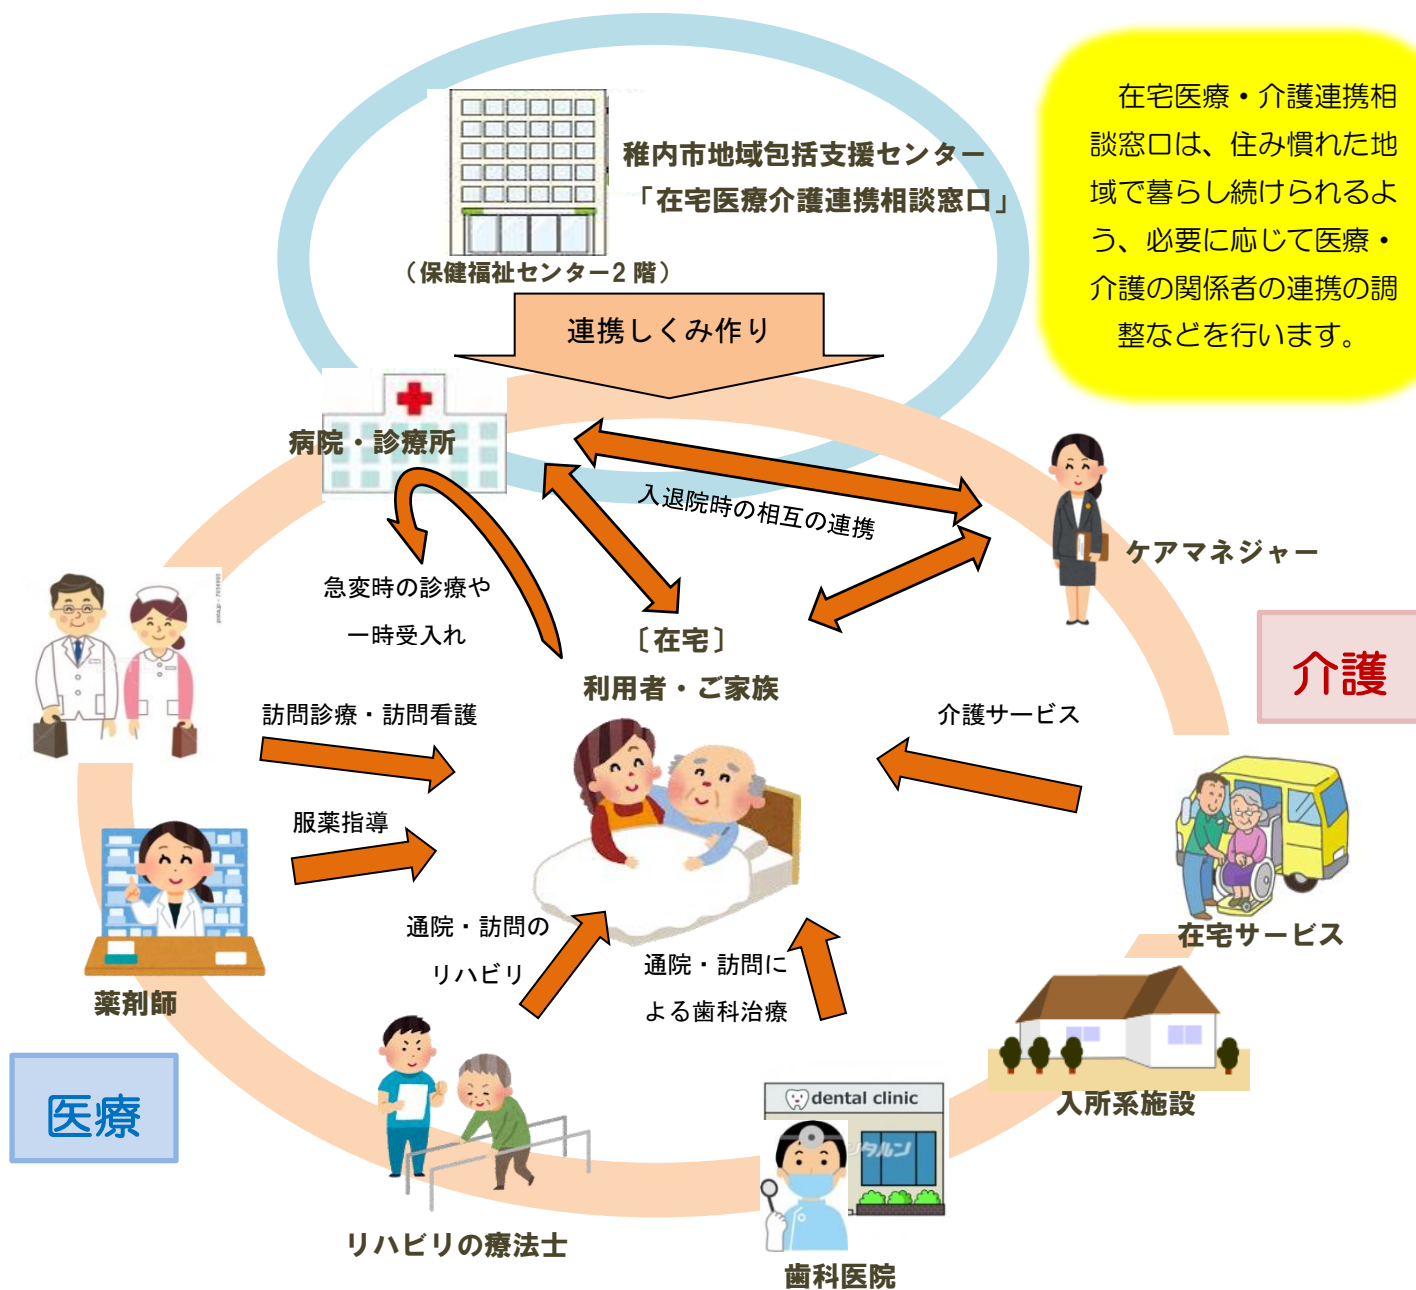 稚内市地域包括支援センター
「在宅医療介護連携相談窓口」
（保健福祉センター2 階）
在宅医療・介護連携相
談窓口は、住み慣れた地
域で暮らし続けられるよ
う、必要に応じて医療・
介護の関係者の連携の調
整などを行います。
連携しくみ作り
病院・診療所
入退院時の相互の連携
ケアマネジャー
急変時の診療や
一時受入れ
〔在宅〕
利用者・ご家族
介護
訪問診療・訪問看護
介護サービス
服薬指導
在宅サービス
通院・訪問の
リハビリ
通院・訪問に
よる歯科治療
薬剤師
医療
入所系施設
dental clinic
タルン
リハビリの療法士
歯科医院